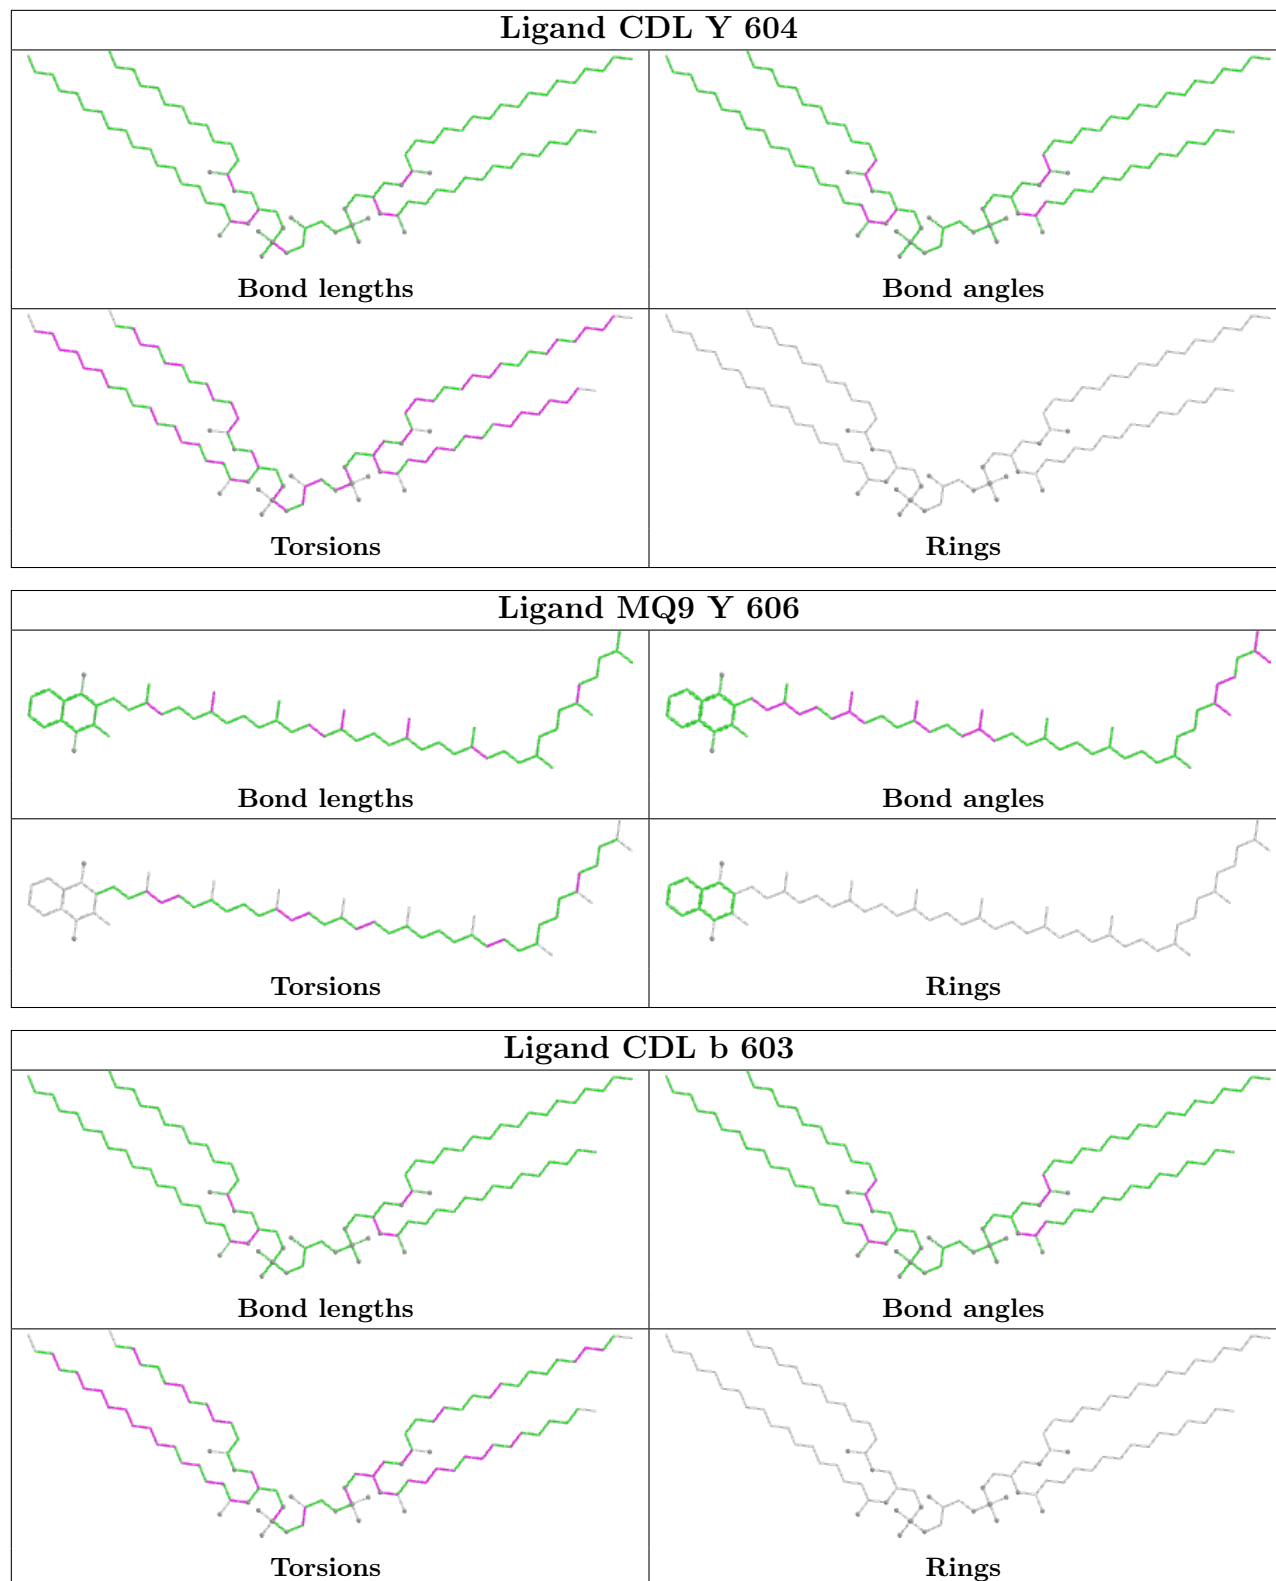 Ligand CDL Y 604
Bond lengths
Bond angles
Torsions
Rings
Ligand MQ9 Y 606
Bond lengths
Bond angles
Torsions
Rings
Ligand CDL b 603
Bond lengths
Bond angles
Torsions
Rings